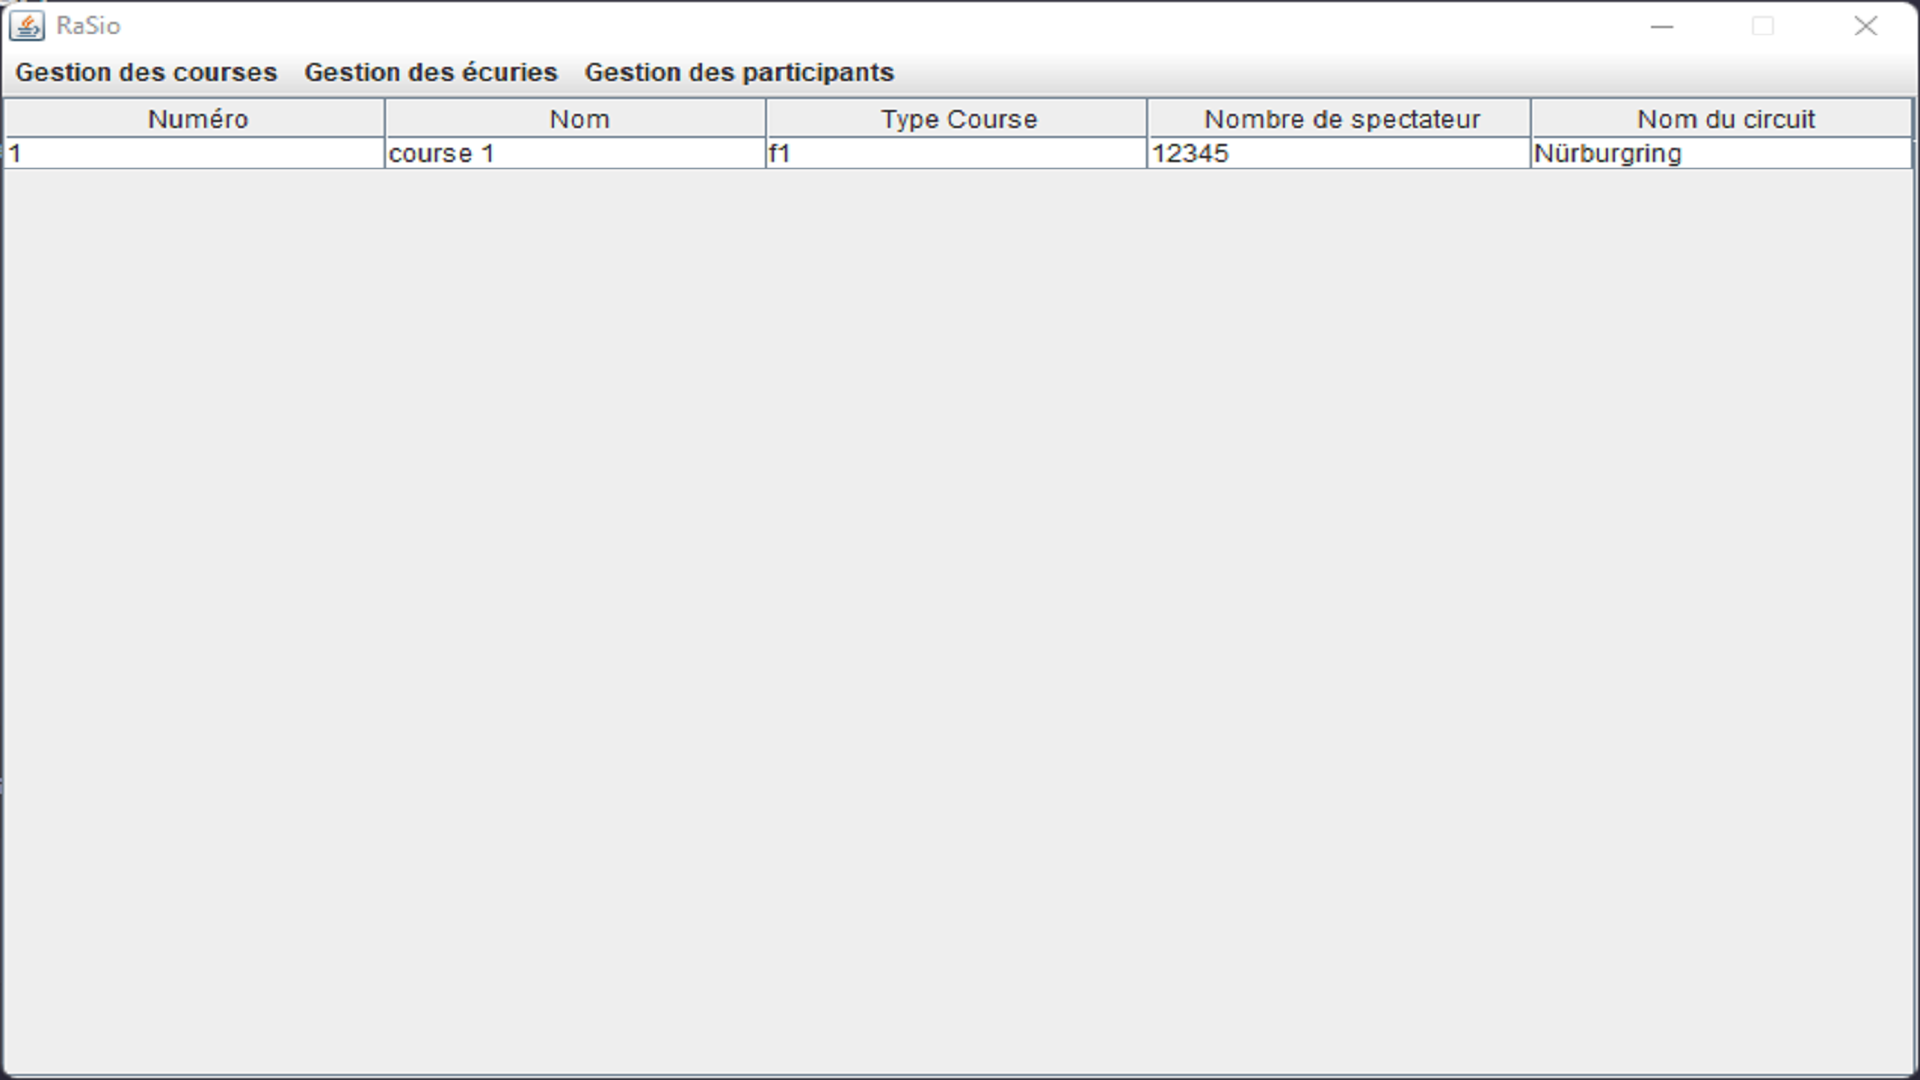 RaSio
Gestion des courses Gestion des écuries Gestion des participants
Numéro Nom Type Course Nombre de spectateur Nom du circuit
1 course 1 f1 12345 Nürburgring